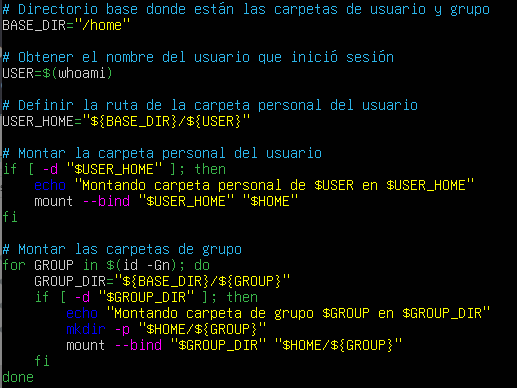 # Directorio base donde están las carpetas de usuario y grupo
BASE_DIR="/home"
# Obtener el nombre del usuario que inició sesión
USER=$(whoami)
# Definir la ruta de la carpeta personal del usuario
USER_HOME="${BASE_DIR}/${USER}"
# Montar la carpeta personal del usuario
if [ -d "$USER_HOME" ]; then
    echo "Montando carpeta personal de $USER en $USER_HOME"
    mount --bind "$USER_HOME" "$HOME"
fi
# Montar las carpetas de grupo
for GROUP in $(id -Gn); do
    GROUP_DIR="${BASE_DIR}/${GROUP}"
    if [ -d "$GROUP_DIR" ]; then
        echo "Montando carpeta de grupo $GROUP en $GROUP_DIR"
        mkdir -p "$HOME/${GROUP}"
        mount --bind "$GROUP_DIR" "$HOME/${GROUP}"
    fi
done